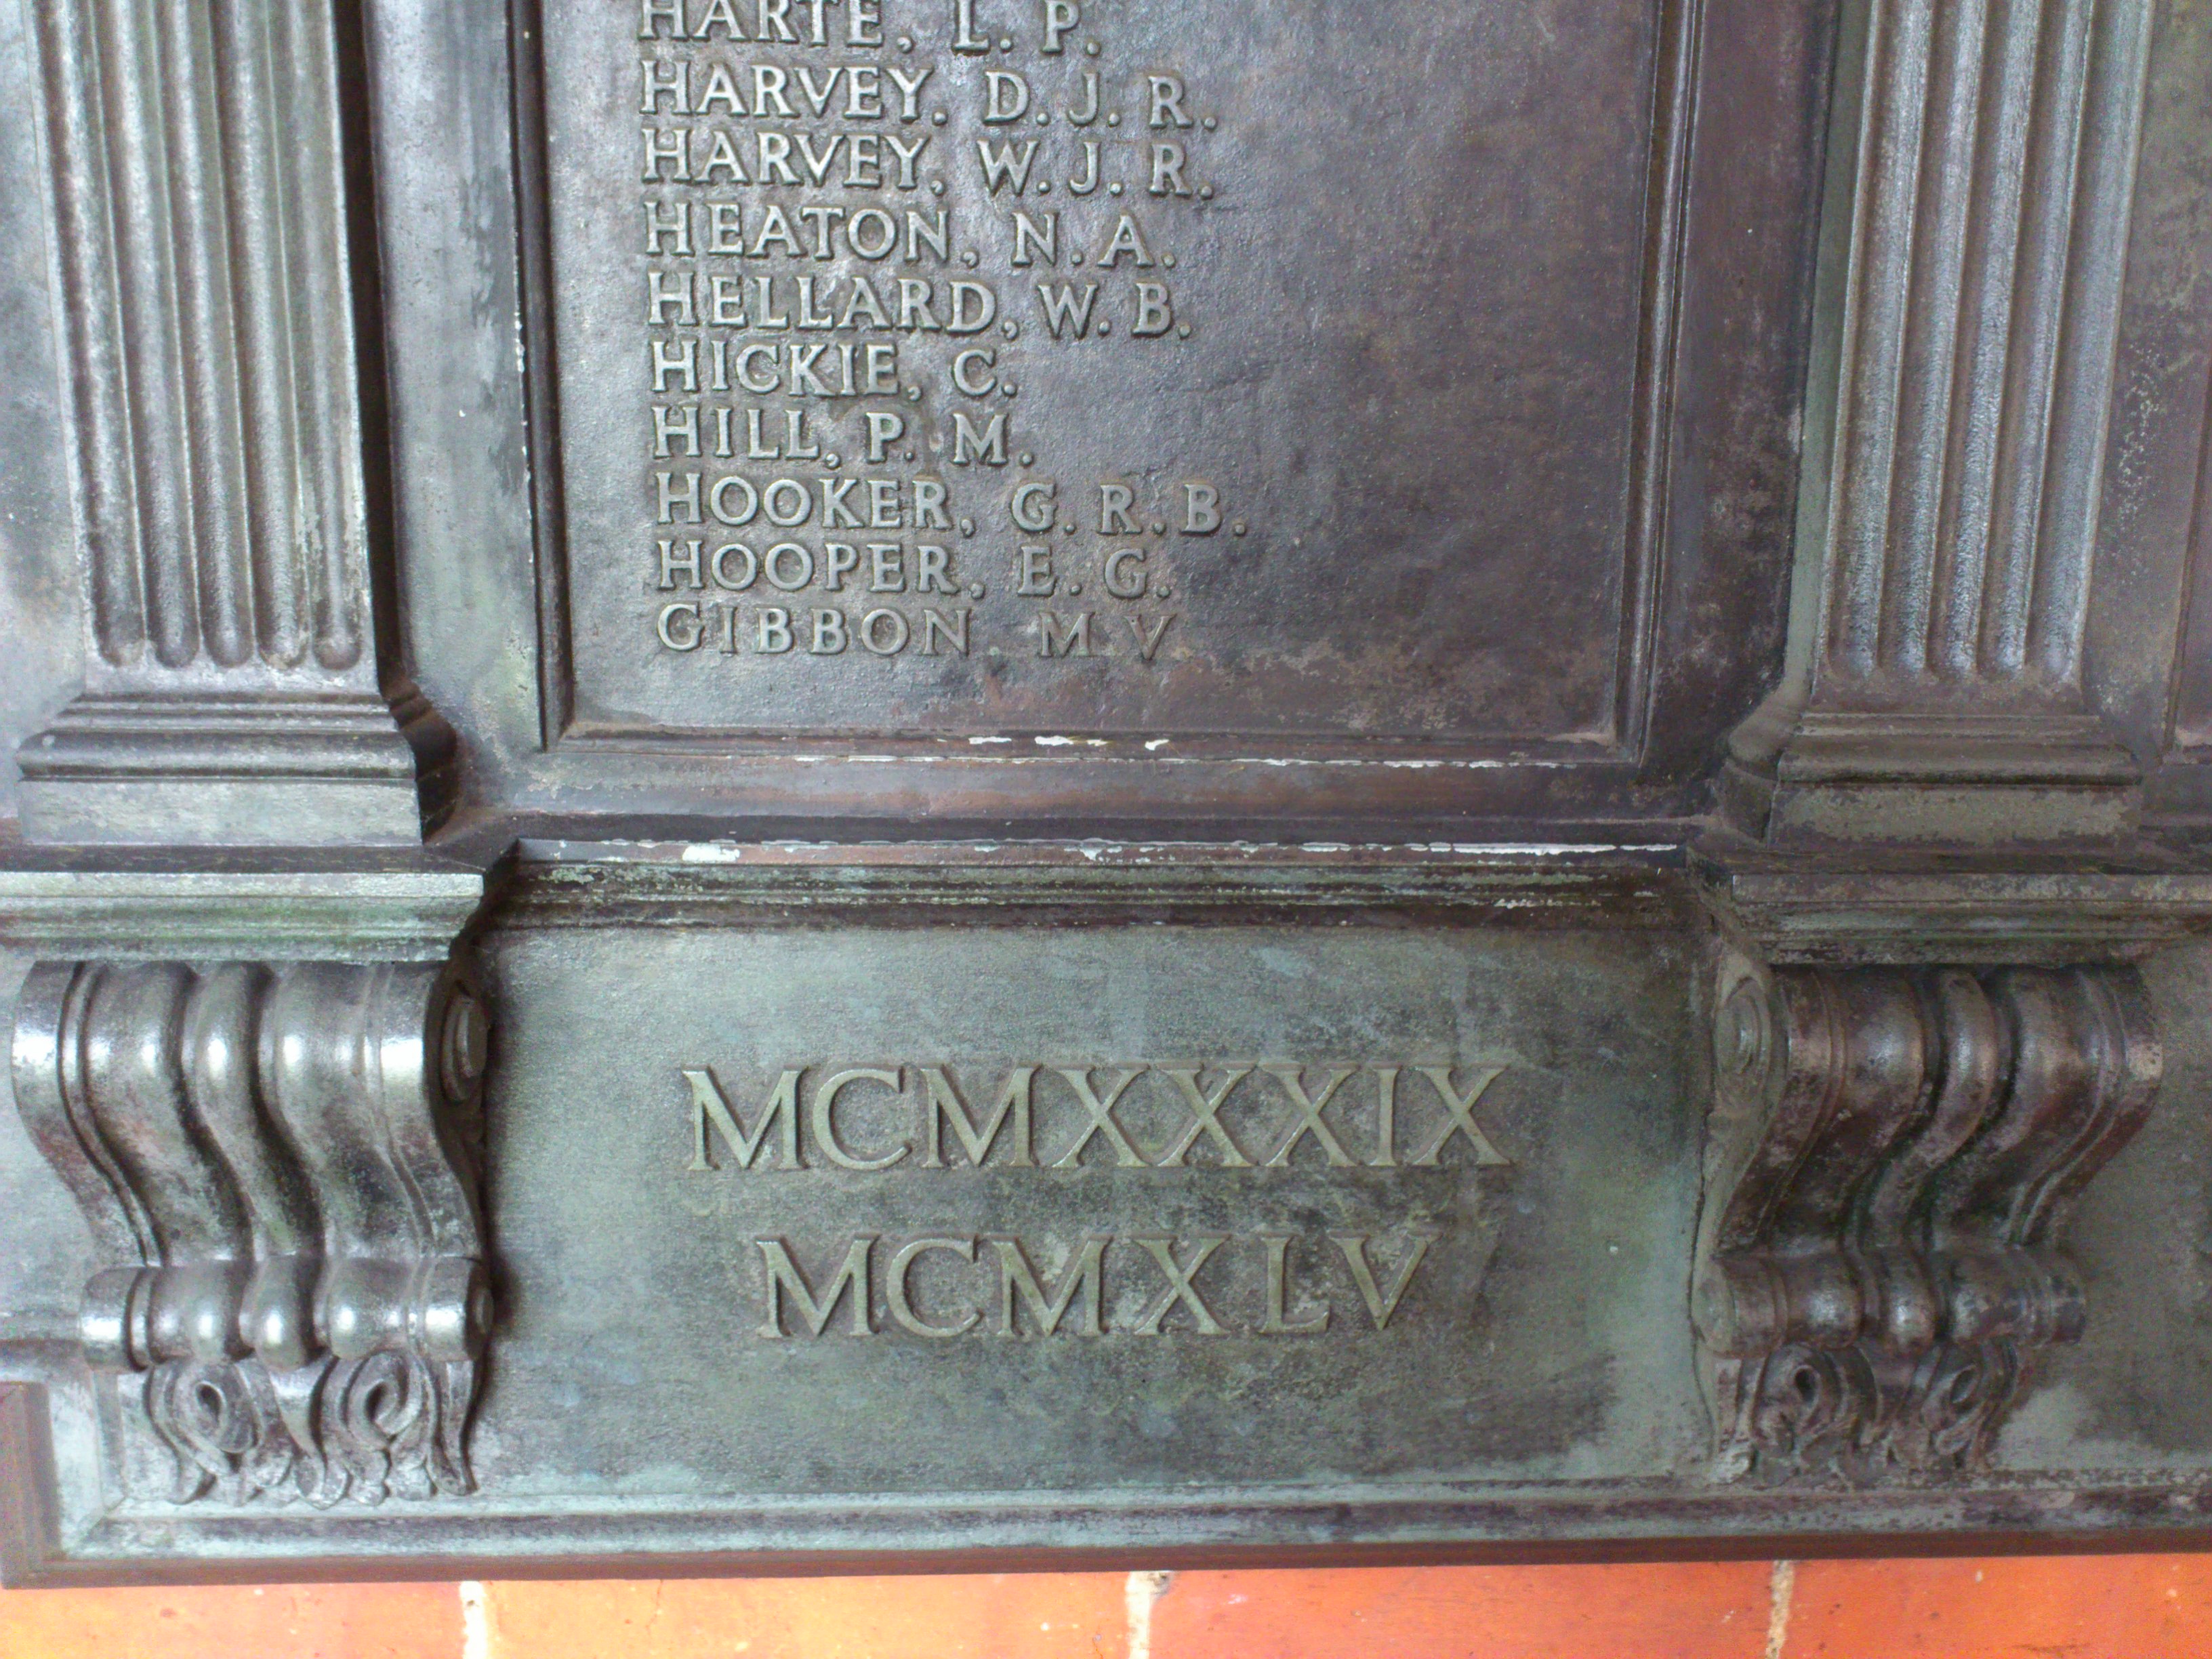 HARTE, L. P.
HARVEY, D. J. R.
HARVEY, W. J. R.
HEATON, N. A.
HELLARD, W. B.
HICKIE, C.
HILL, P. M.
HOOKER, G. R. B.
HOOPER, E. G.
GIBBON. M. V
MCMXXXIX
MCMXLV